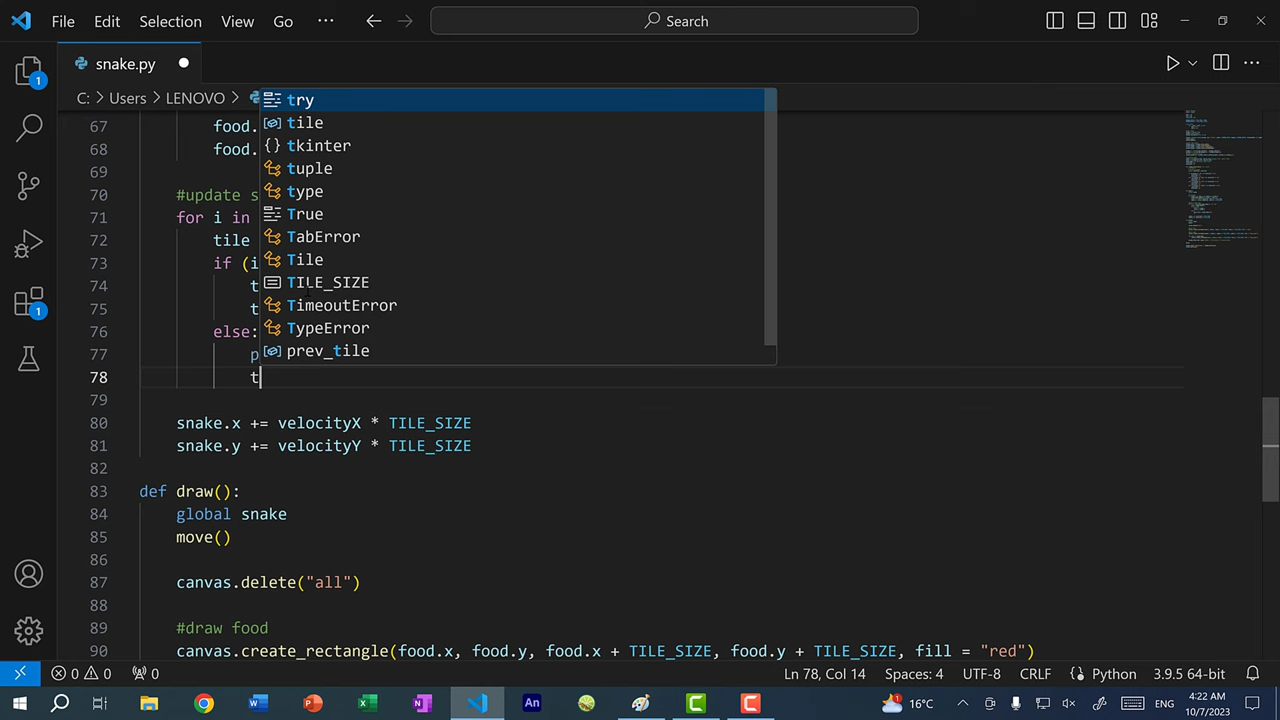 File Edit Selection View Go ··· Search
snake.py
C: > Users > LENOVO >
try
tile
tkinter
tuple
type
True
TabError
Tile
TILE_SIZE
TimeoutError
TypeError
prev_tile
67 food.
68 food.
69
70 #update s
71 for i in
72 tile
73 if (i
74 t
75 t
76 else:
77 p
78 t
79
80 snake.x += velocityX * TILE_SIZE
81 snake.y += velocityY * TILE_SIZE
82
83 def draw():
84 global snake
85 move()
86
87 canvas.delete("all")
88
89 #draw food
90 canvas.create_rectangle(food.x, food.y, food.x + TILE_SIZE, food.y + TILE_SIZE, fill = "red")
1
1
0 0 0 Ln 78, Col 14 Spaces: 4 UTF-8 CRLF Python 3.9.5 64-bit
An 16°C ENG 4:22 AM
10/7/2023